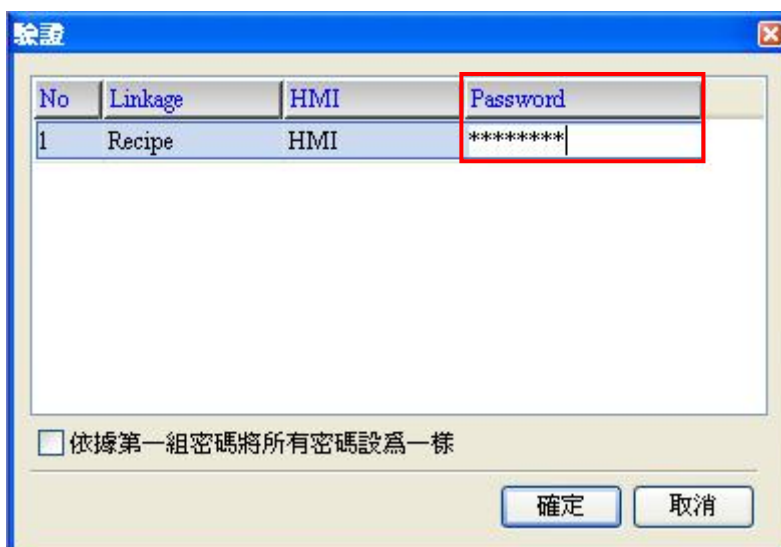 驗證
No Linkage HMI Password
1 Recipe HMI ********
依據第一組密碼將所有密碼設為一樣
確定 取消